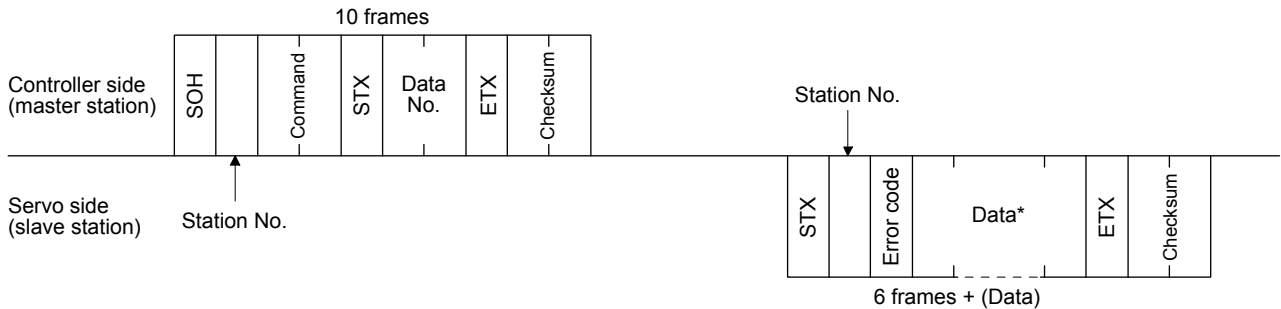 10 frames
Controller side
(master station)
SOH
Command
STX
Data
No.
ETX
Checksum
Station No.
Servo side
(slave station)
Station No.
STX
Error code
Data*
ETX
Checksum
6 frames + (Data)